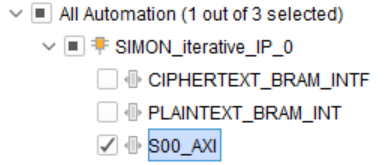 All Automation (1 out of 3 selected)
SIMON_iterative_IP_0
CIPHERTEXT_BRAM_INTF
PLAINTEXT_BRAM_INT
S00_AXI